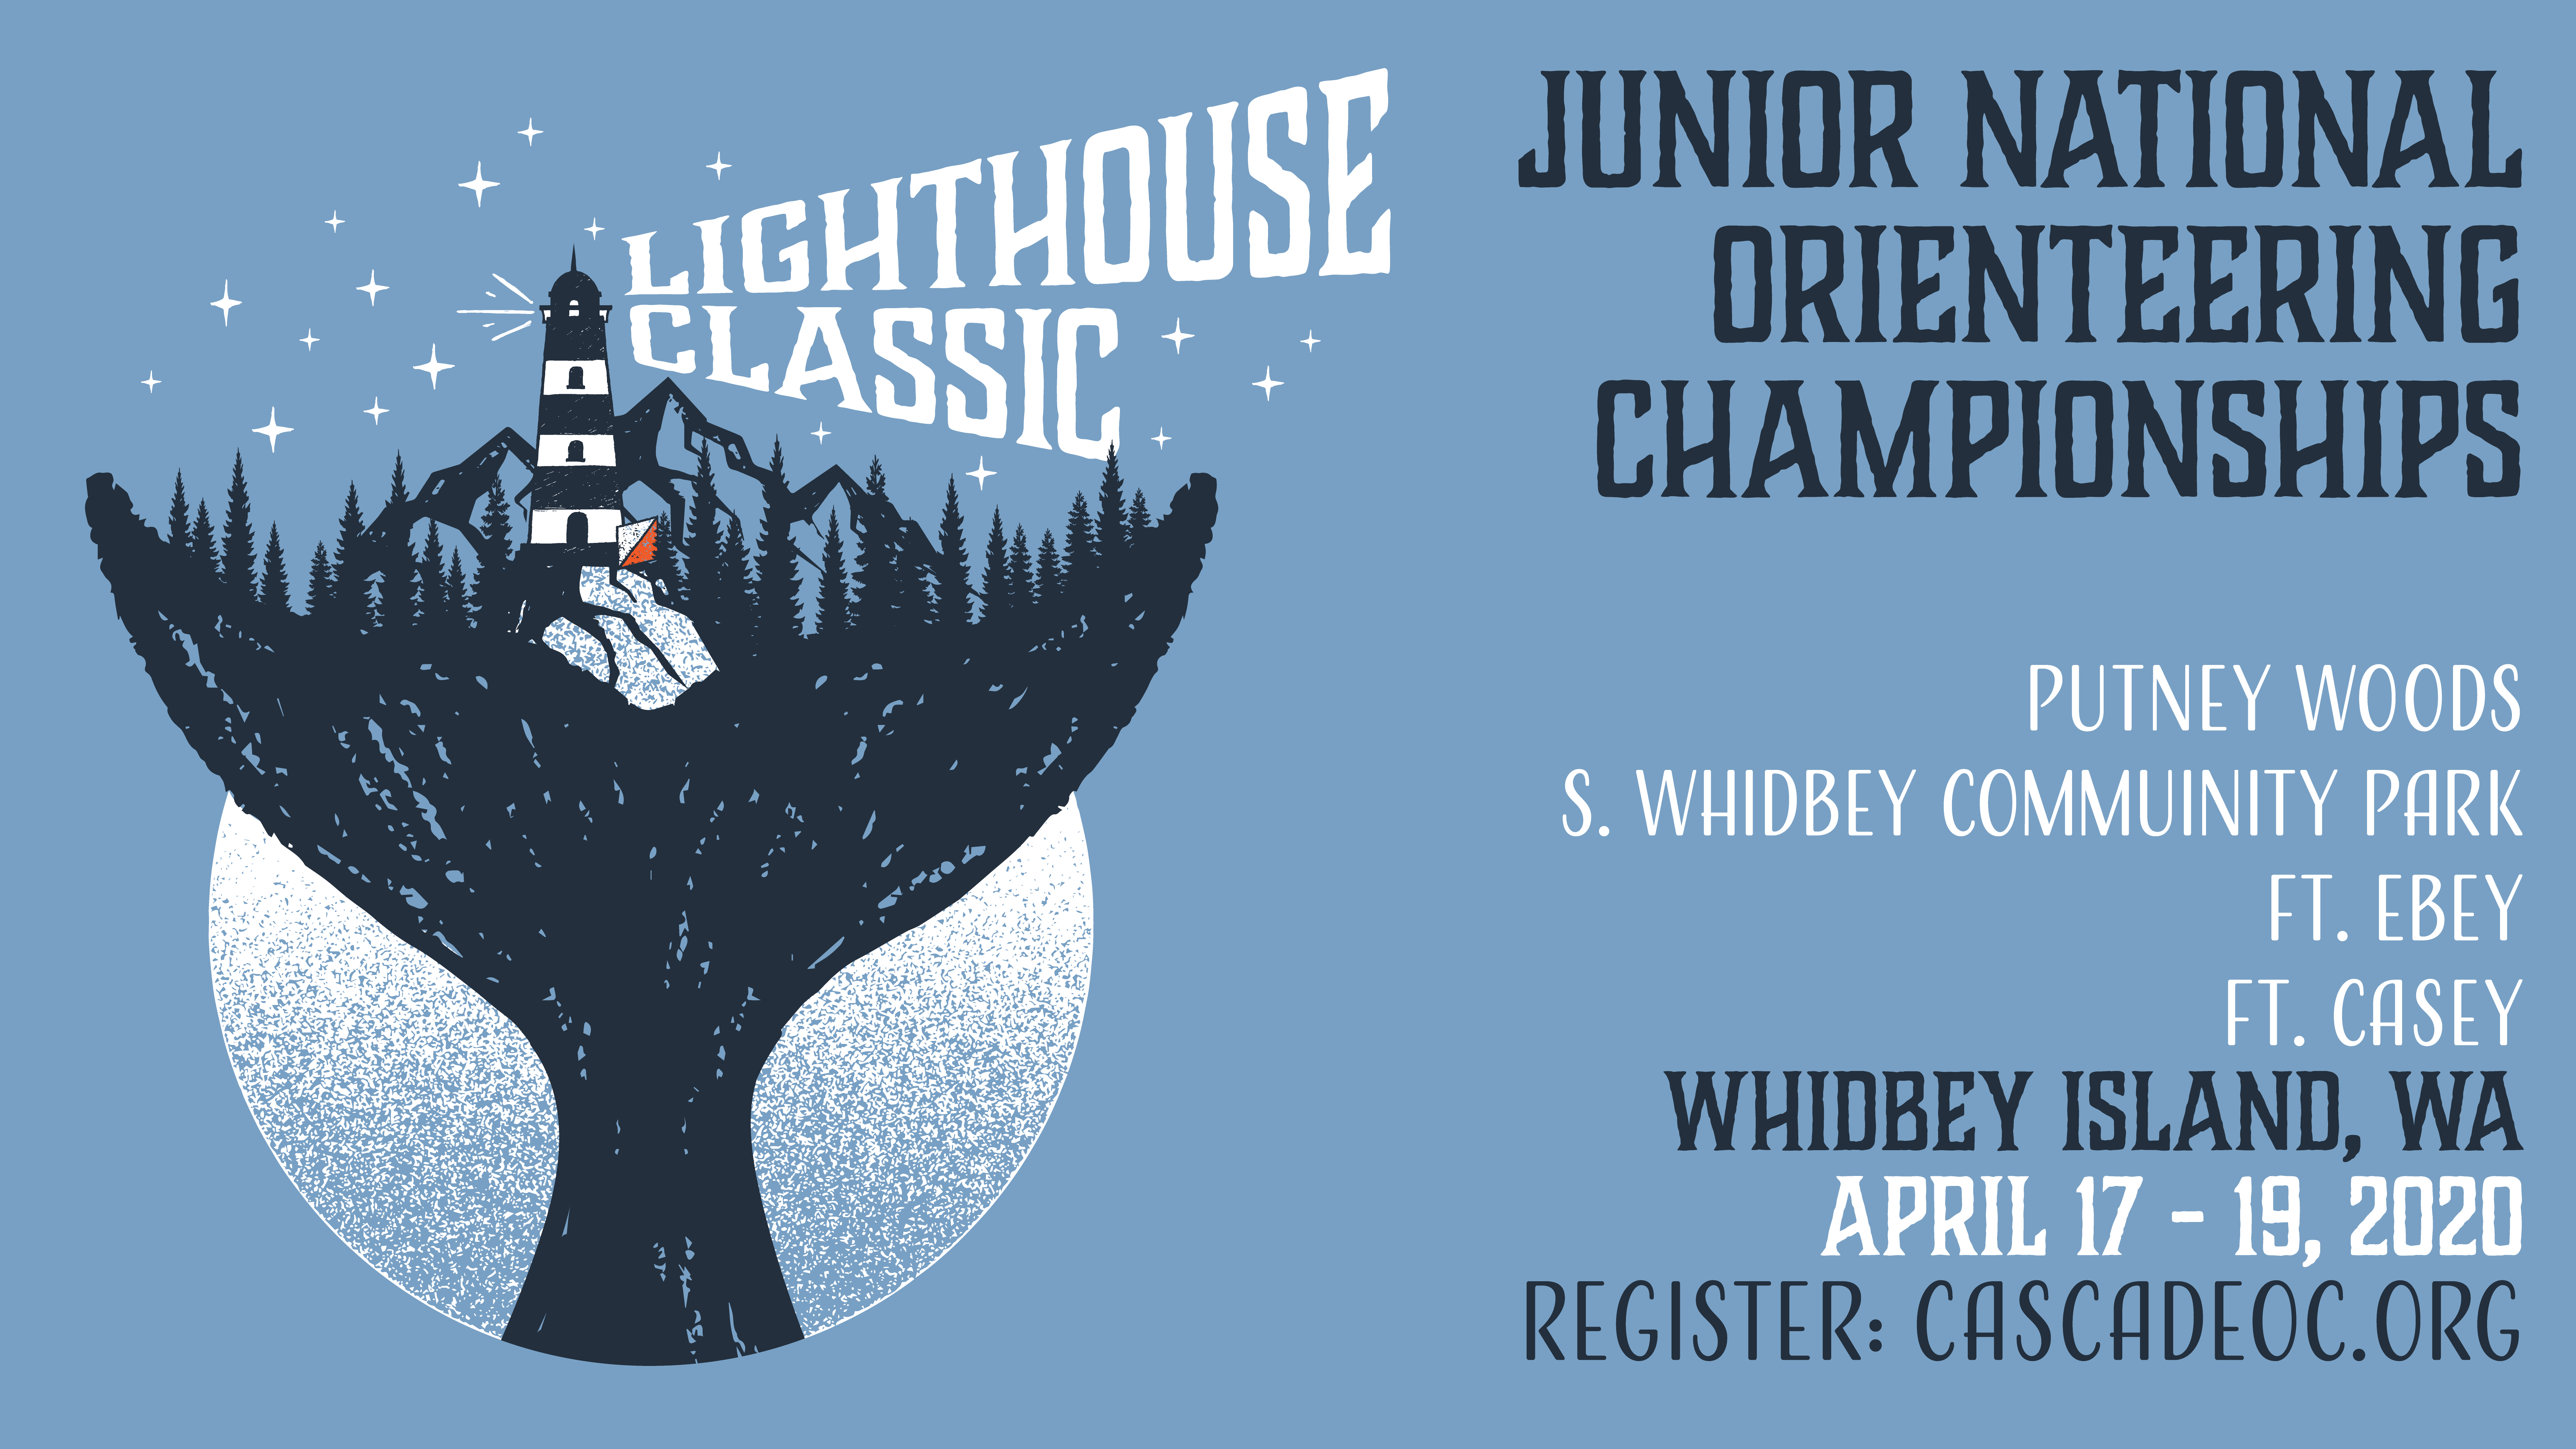 LIGHTHOUSE
CLASSIC
JUNIOR NATIONAL
ORIENTEERING
CHAMPIONSHIPS
PUTNEY WOODS
S. WHIDBEY COMMUINITY PARK
FT. EBEY
FT. CASEY
WHIDBEY ISLAND, WA
APRIL 17 - 19, 2020
REGISTER: CASCADEOC.ORG